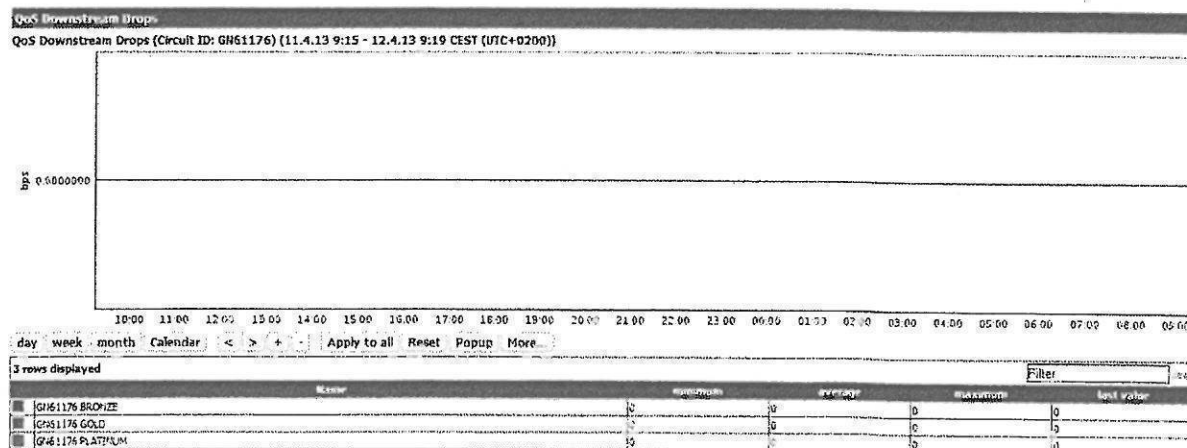 QoS Downstream Drops
QoS Downstream Drops (Circuit ID: GN61176) (11.4.13 9:15 - 12.4.13 9:19 CEST (UTC+0200))
bps
0.0000000
10:00 11:00 12:00 13:00 14:00 15:00 16:00 17:00 18:00 19:00 20:00 21:00 22:00 23:00 00:00 01:00 02:00 03:00 04:00 05:00 06:00 07:00 08:00 09:00
day week month Calendar < > + - Apply to all Reset Popup More...
3 rows displayed Filter
Name minimum average maximum last value
GN61176 BRONZE 0 0 0 0
GN61176 GOLD 0 0 0 0
GN61176 PLATINUM 0 0 0 0